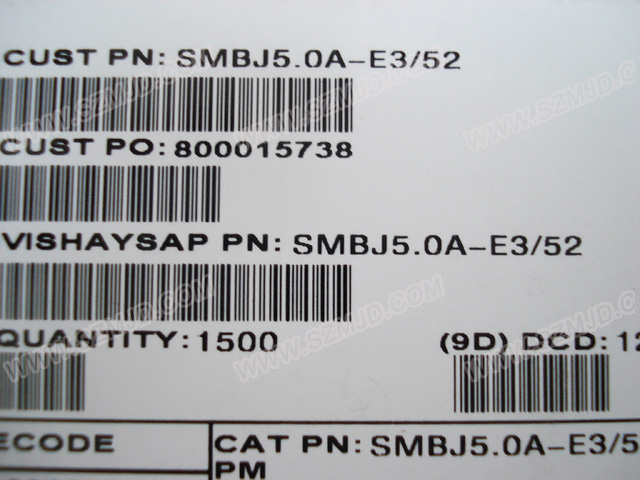 CUST PN: SMBJ5.0A-E3/52
CUST PO: 800015738
VISHAYSAP PN: SMBJ5.0A-E3/52
QUANTITY: 1500 (9D) DCD: 12
ECODE CAT PN: SMBJ5.0A-E3/5
PM
WWW.SZMJD.COM